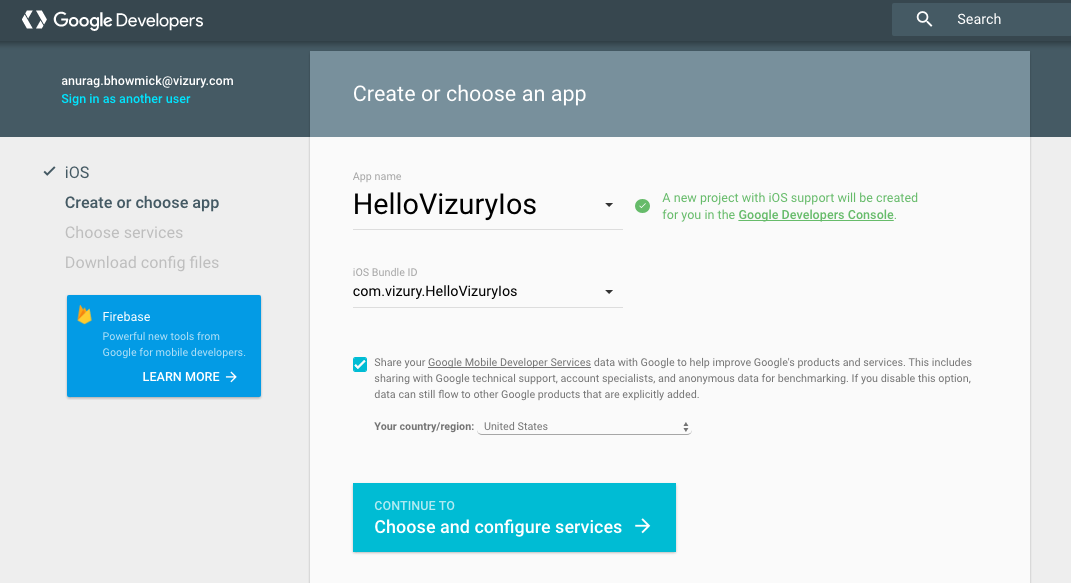 Google Developers
Search
anurag.bhowmick@vizury.com
Sign in as another user
Create or choose an app
iOS
Create or choose app
Choose services
Download config files
Firebase
Powerful new tools from
Google for mobile developers.
LEARN MORE
App name
HelloVizuryIos
A new project with iOS support will be created
for you in the Google Developers Console.
iOS Bundle ID
com.vizury.HelloVizuryIos
Share your Google Mobile Developer Services data with Google to help improve Google's products and services. This includes
sharing with Google technical support, account specialists, and anonymous data for benchmarking. If you disable this option,
data can still flow to other Google products that are explicitly added.
Your country/region: United States
CONTINUE TO
Choose and configure services